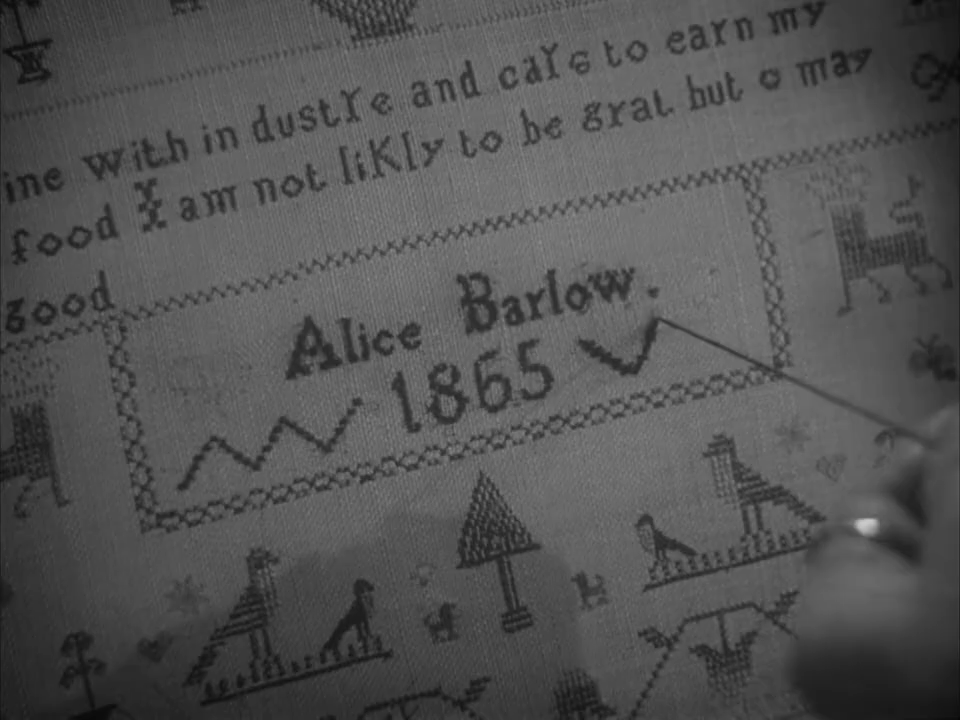 ine with in dustre and care to earn my
food I am not likly to be grat but o may
good
Alice Barlow.
1865